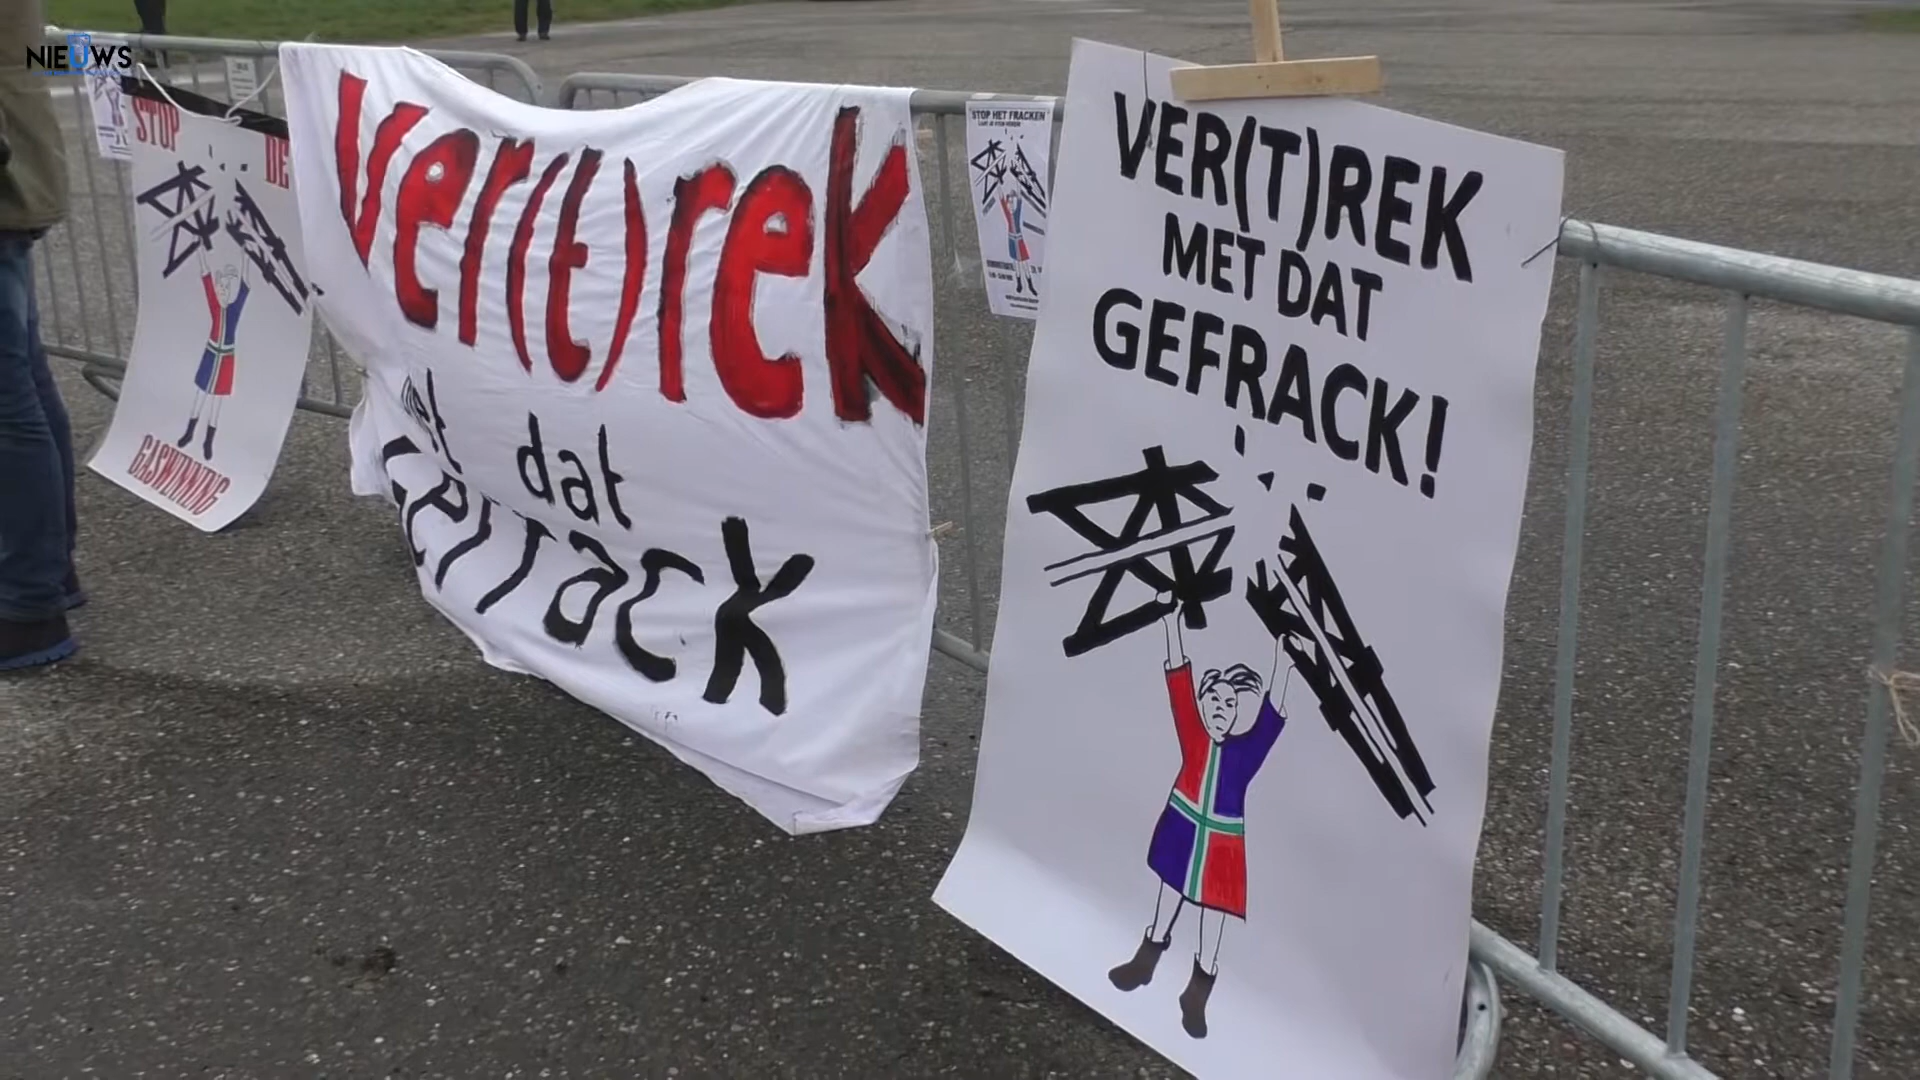 NIEUWS
STOP
DE
GASWINNING
Ver(t)rek
met dat
Gefrack
STOP HET FRACKEN
VER(T)REK
MET DAT
GEFRACK!